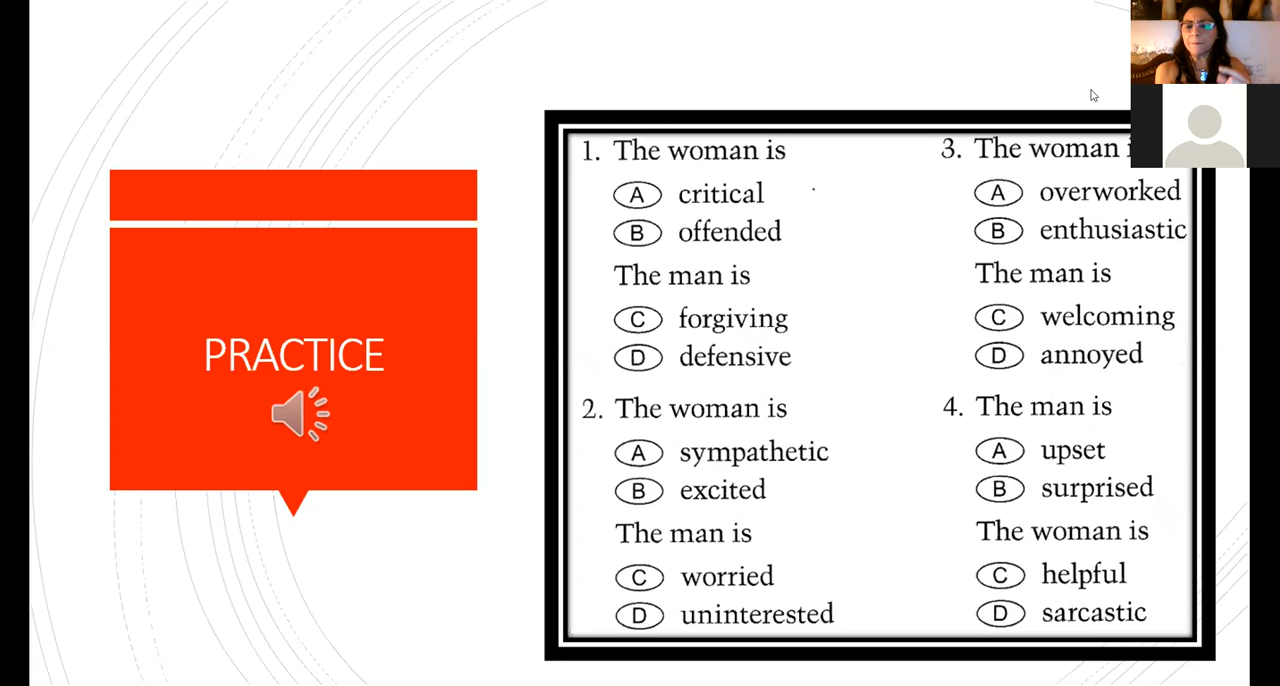 PRACTICE
1. The woman is
A critical
B offended
The man is
C forgiving
D defensive
2. The woman is
A sympathetic
B excited
The man is
C worried
D uninterested
3. The woman
A overworked
B enthusiastic
The man is
C welcoming
D annoyed
4. The man is
A upset
B surprised
The woman is
C helpful
D sarcastic